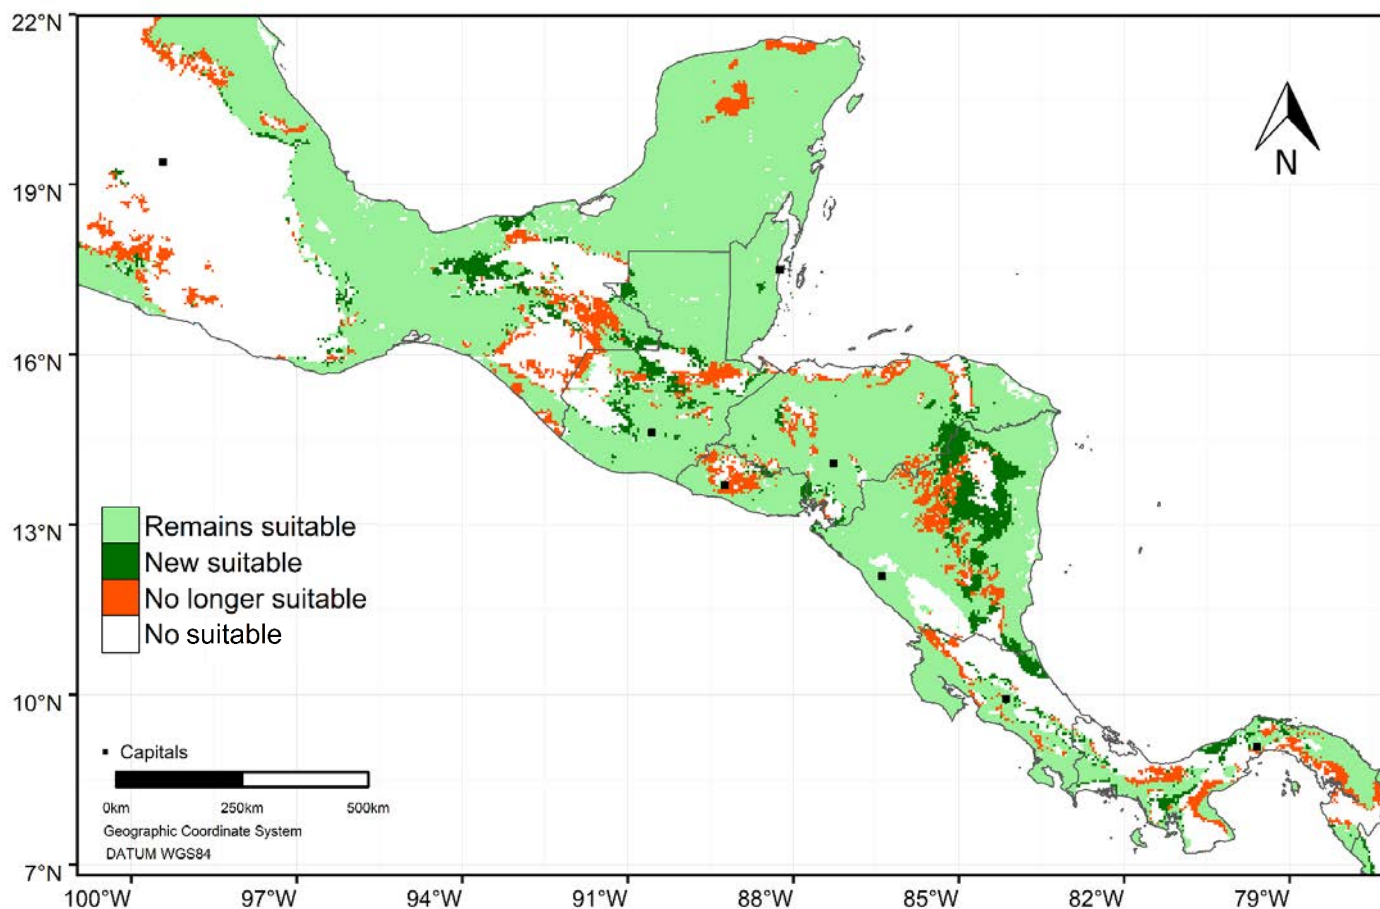 22°N
19°N
16°N
13°N
10°N
7°N
N
Remains suitable
New suitable
No longer suitable
No suitable
Capitals
0km 250km 500km
Geographic Coordinate System
DATUM WGS84
100°W 97°W 94°W 91°W 88°W 85°W 82°W 79°W